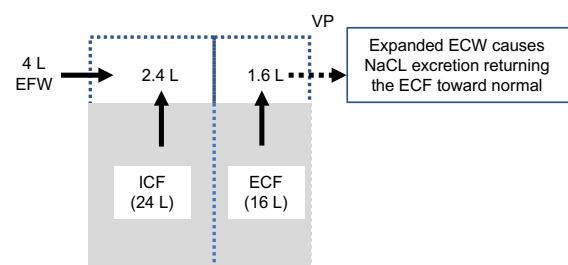 VP
4 L
EFW
2.4 L
1.6 L
Expanded ECW causes
NaCL excretion returning
the ECF toward normal
ICF
(24 L)
ECF
(16 L)